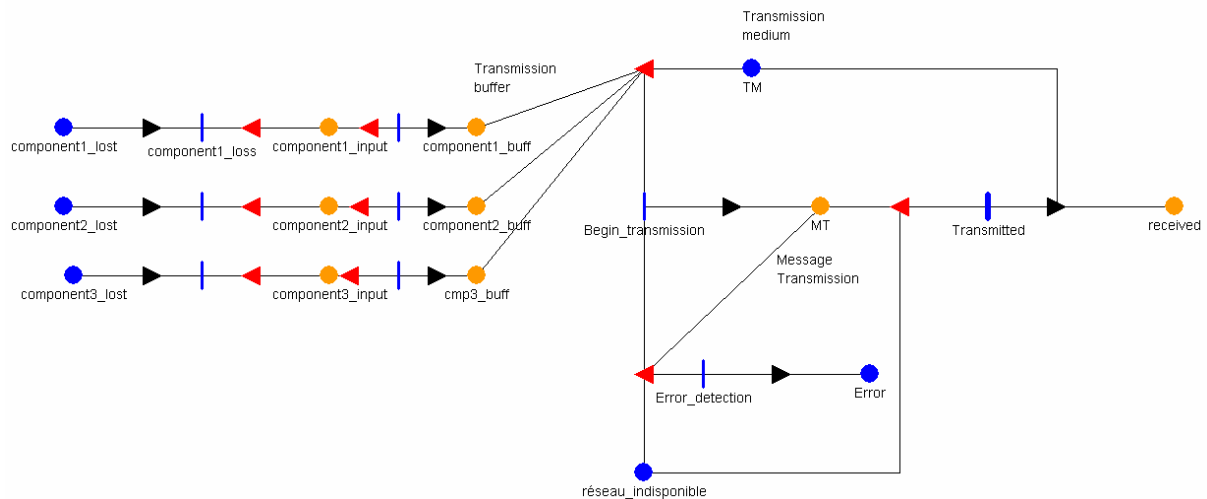 Transmission
medium
Transmission
buffer
TM
component1_lost
component1_loss
component1_input
component1_buff
component2_lost
component2_input
component2_buff
Begin_transmission
MT
Transmitted
received
Message
Transmission
component3_lost
component3_input
cmp3_buff
Error_detection
Error
réseau_indisponible